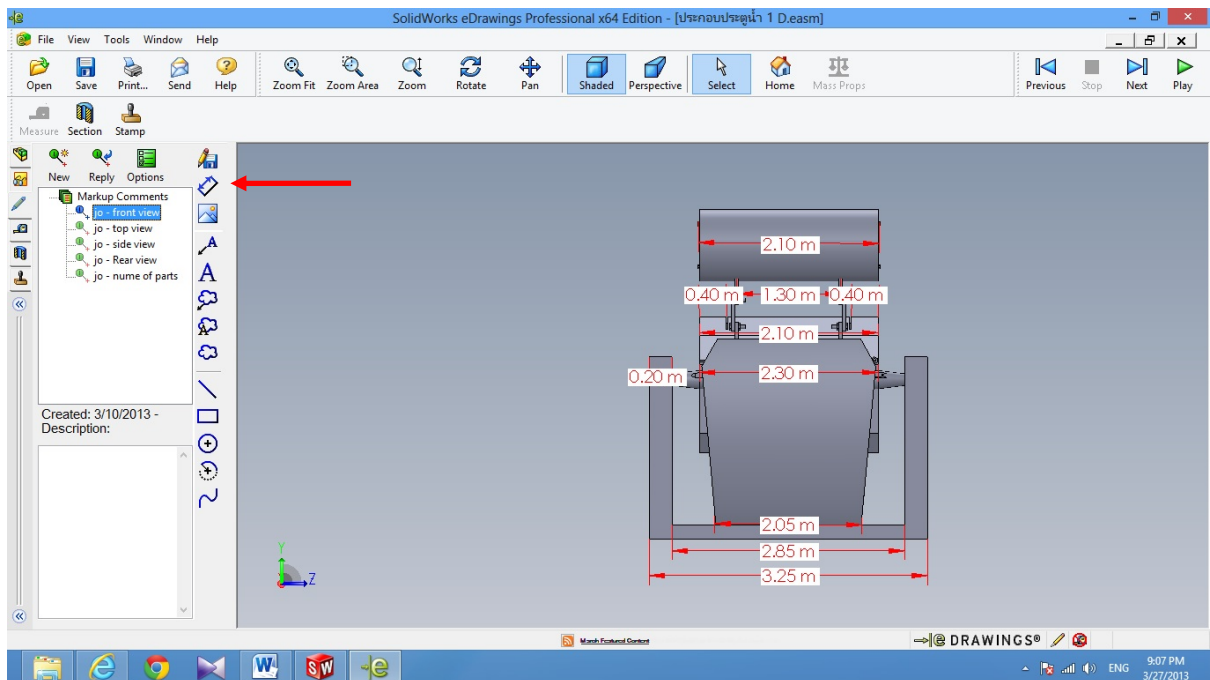 SolidWorks eDrawings Professional x64 Edition - [ประกอบประตูน้ำ 1 D.easm]
File View Tools Window Help
Open Save Print... Send Help Zoom Fit Zoom Area Zoom Rotate Pan Shaded Perspective Select Home Mass Props Previous Stop Next Play
Measure Section Stamp
New Reply Options
Markup Comments
jo - front view
jo - top view
jo - side view
jo - Rear view
jo - nume of parts
A
A
A
Created: 3/10/2013 -
Description:
2.10 m
0.40 m 1.30 m 0.40 m
2.10 m
0.20 m 2.30 m
2.05 m
2.85 m
3.25 m
Y
Z
March Featured Content
e DRAWINGS®
ENG 9:07 PM
3/27/2013